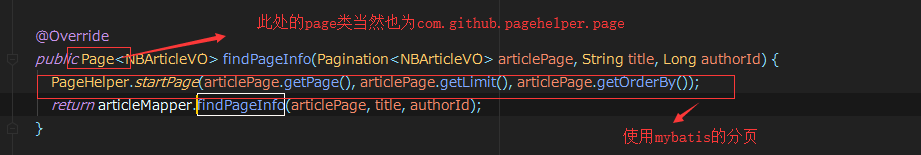 此处的page类当然也为com.github.pagehelper.page
@Override
public Page<NBArticleVO> findPageInfo(Pagination<NBArticleVO> articlePage, String title, Long authorId) {
PageHelper.startPage(articlePage.getPage(), articlePage.getLimit(), articlePage.getOrderBy());
return articleMapper.findPageInfo(articlePage, title, authorId);
}
使用mybatis的分页